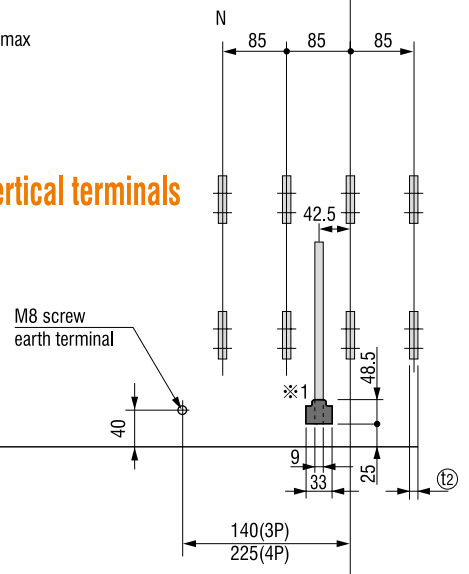 N
max
85 85 85
ertical terminals
42.5
M8 screw
earth terminal
※1
48.5
40
9
33
25
t2
140(3P)
225(4P)